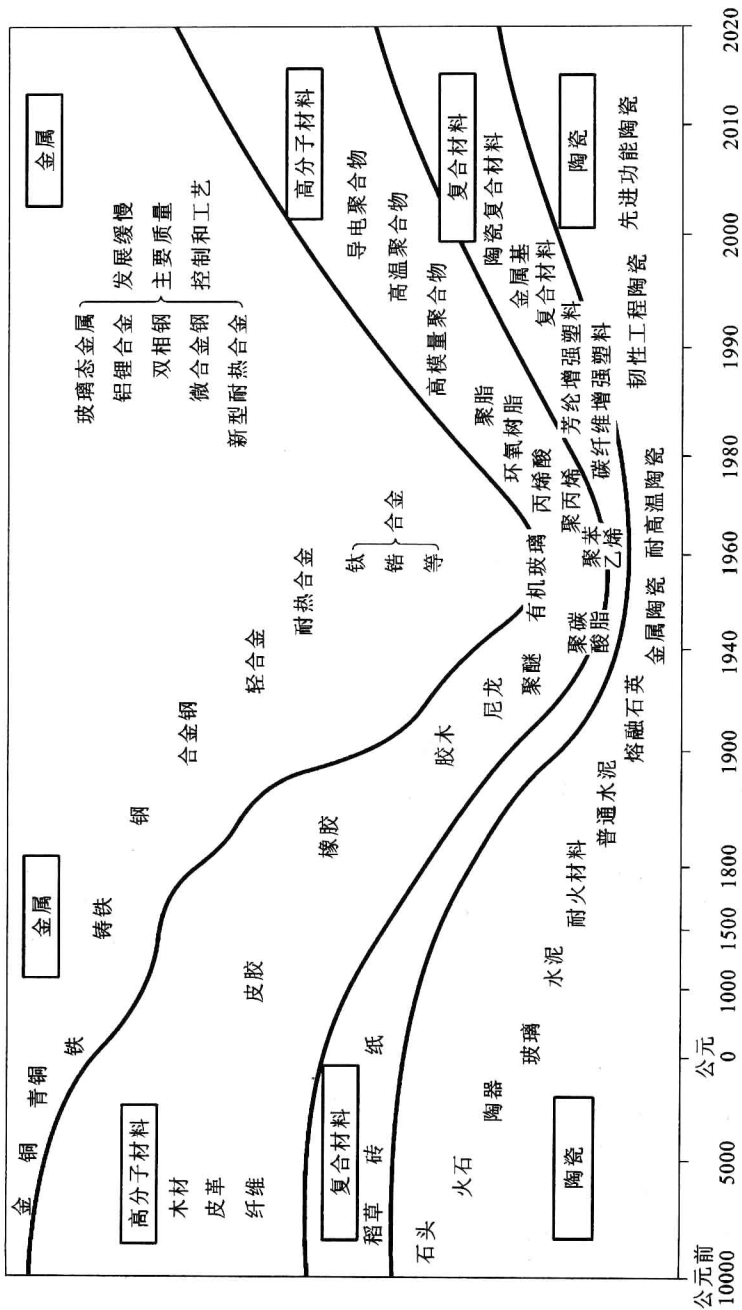 金属
金属
金
铜
青铜
铁
铸铁
钢
合金钢
轻合金
耐热合金
钛
锆
等
合金
玻璃态金属
铝锂合金
双相钢
微合金钢
新型耐热合金
发展缓慢
主要质量
控制和工艺
高分子材料
高分子材料
木材
皮革
纤维
皮胶
橡胶
胶木
尼龙
聚醚
有机玻璃
聚碳
酸脂
聚苯
乙烯
聚丙烯
丙烯酸
环氧树脂
聚脂
高模量聚合物
高温聚合物
导电聚合物
复合材料
复合材料
稻草
砖
纸
芳纶增强塑料
碳纤维增强塑料
金属基
复合材料
陶瓷复合材料
陶瓷
陶瓷
石头
火石
陶器
玻璃
水泥
耐火材料
普通水泥
熔融石英
金属陶瓷
耐高温陶瓷
韧性工程陶瓷
先进功能陶瓷
公元前
10000
5000
公元
0
1000
1500
1800
1900
1940
1960
1980
1990
2000
2010
2020